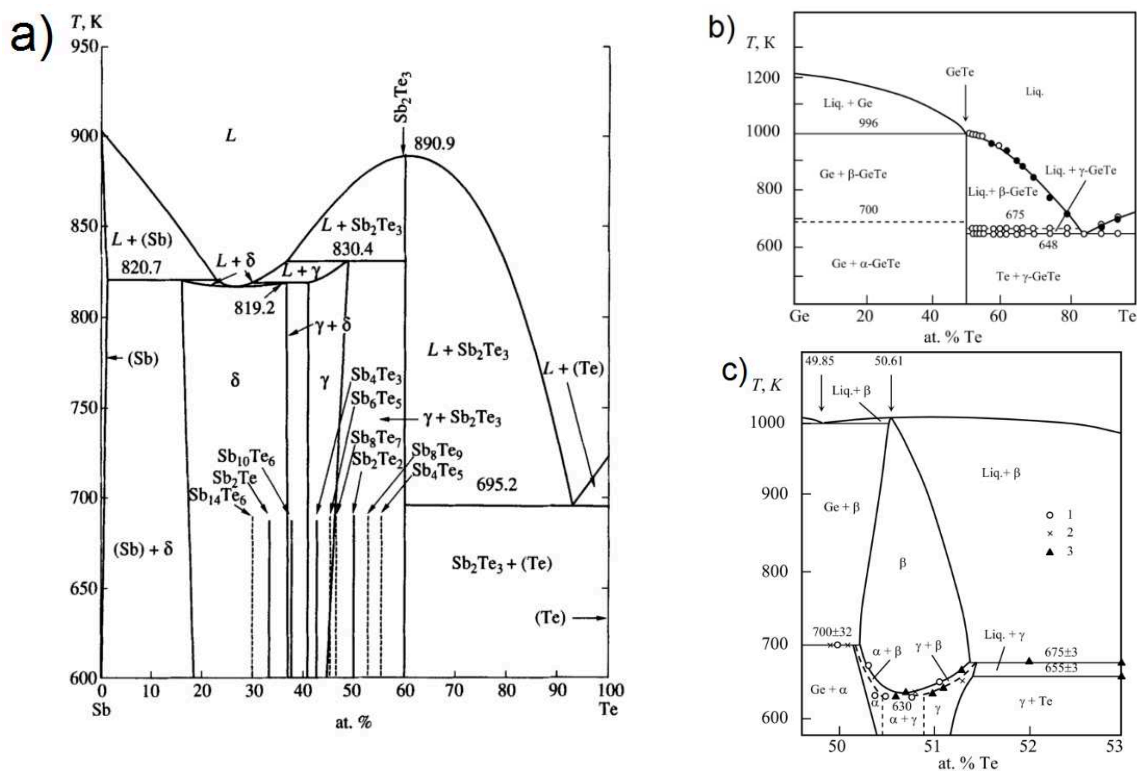 a)
T, K
950
900
850
800
750
700
650
600
L
Sb₂Te₃
890.9
L + Sb₂Te₃
830.4
L + (Sb)
820.7
L + δ
L + γ
819.2
γ + δ
(Sb)
δ
γ
L + Sb₂Te₃
L + (Te)
Sb₄Te₃
Sb₆Te₅
γ + Sb₂Te₃
Sb₈Te₇
Sb₂Te₂
Sb₈Te₉
Sb₄Te₅
Sb₁₀Te₆
Sb₂Te
Sb₁₄Te₆
695.2
(Sb) + δ
Sb₂Te₃ + (Te)
(Te)
0 10 20 30 40 50 60 70 80 90 100
Sb at. % Te
b)
T, K
1200
1000
800
600
GeTe
Liq.
Liq. + Ge
996
Liq. + γ-GeTe
Ge + β-GeTe
Liq.+ β-GeTe
700
675
648
Ge + α-GeTe
Te + γ-GeTe
Ge 20 40 60 80 Te
at. % Te
c)
T, K
1000
900
800
700
600
49.85
50.61
Liq.+ β
Liq.+ β
Ge + β
1
2
3
β
700±32
α + β
γ + β
Liq. + γ
675±3
655±3
Ge + α
α
630
α + γ
γ
γ + Te
50 51 52 53
at. % Te